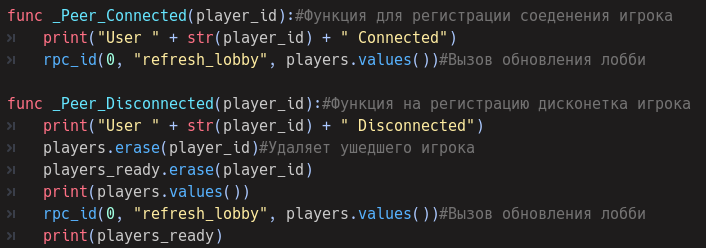 func _Peer_Connected(player_id):#Функция для регистрации соеденения игрока
print("User " + str(player_id) + " Connected")
rpc_id(0, "refresh_lobby", players.values())#Вызов обновления лобби
func _Peer_Disconnected(player_id):#Функция на регистрацию дисконетка игрока
print("User " + str(player_id) + " Disconnected")
players.erase(player_id)#Удаляет ушедшего игрока
players_ready.erase(player_id)
print(players.values())
rpc_id(0, "refresh_lobby", players.values())#Вызов обновления лобби
print(players_ready)